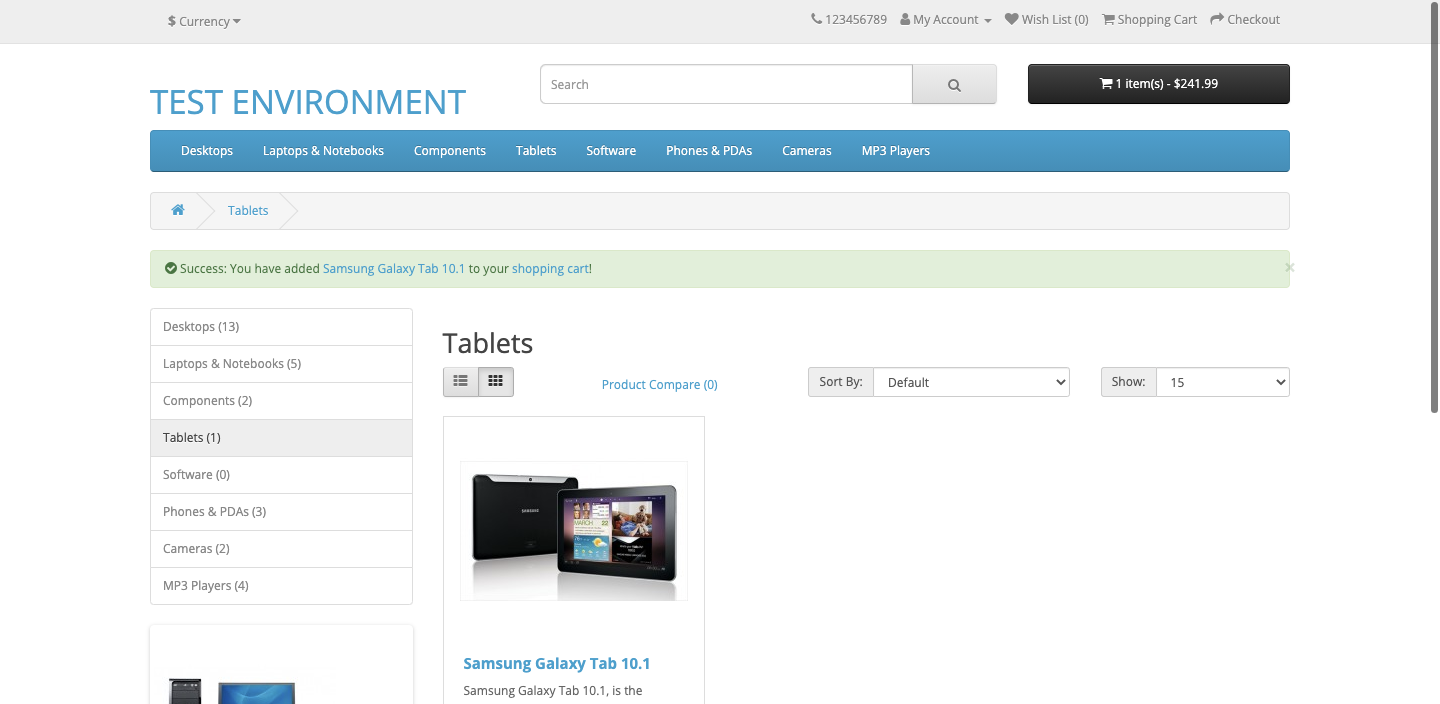 $ Currency
123456789 My Account Wish List (0) Shopping Cart Checkout
TEST ENVIRONMENT
Search
1 item(s) - $241.99
Desktops Laptops & Notebooks Components Tablets Software Phones & PDAs Cameras MP3 Players
Tablets
Success: You have added Samsung Galaxy Tab 10.1 to your shopping cart!
×
Desktops (13)
Laptops & Notebooks (5)
Components (2)
Tablets (1)
Software (0)
Phones & PDAs (3)
Cameras (2)
MP3 Players (4)
Tablets
Product Compare (0)
Sort By: Default
Show: 15
SAMSUNG
MARCH 22
Samsung Galaxy Tab 10.1
Samsung Galaxy Tab 10.1, is the